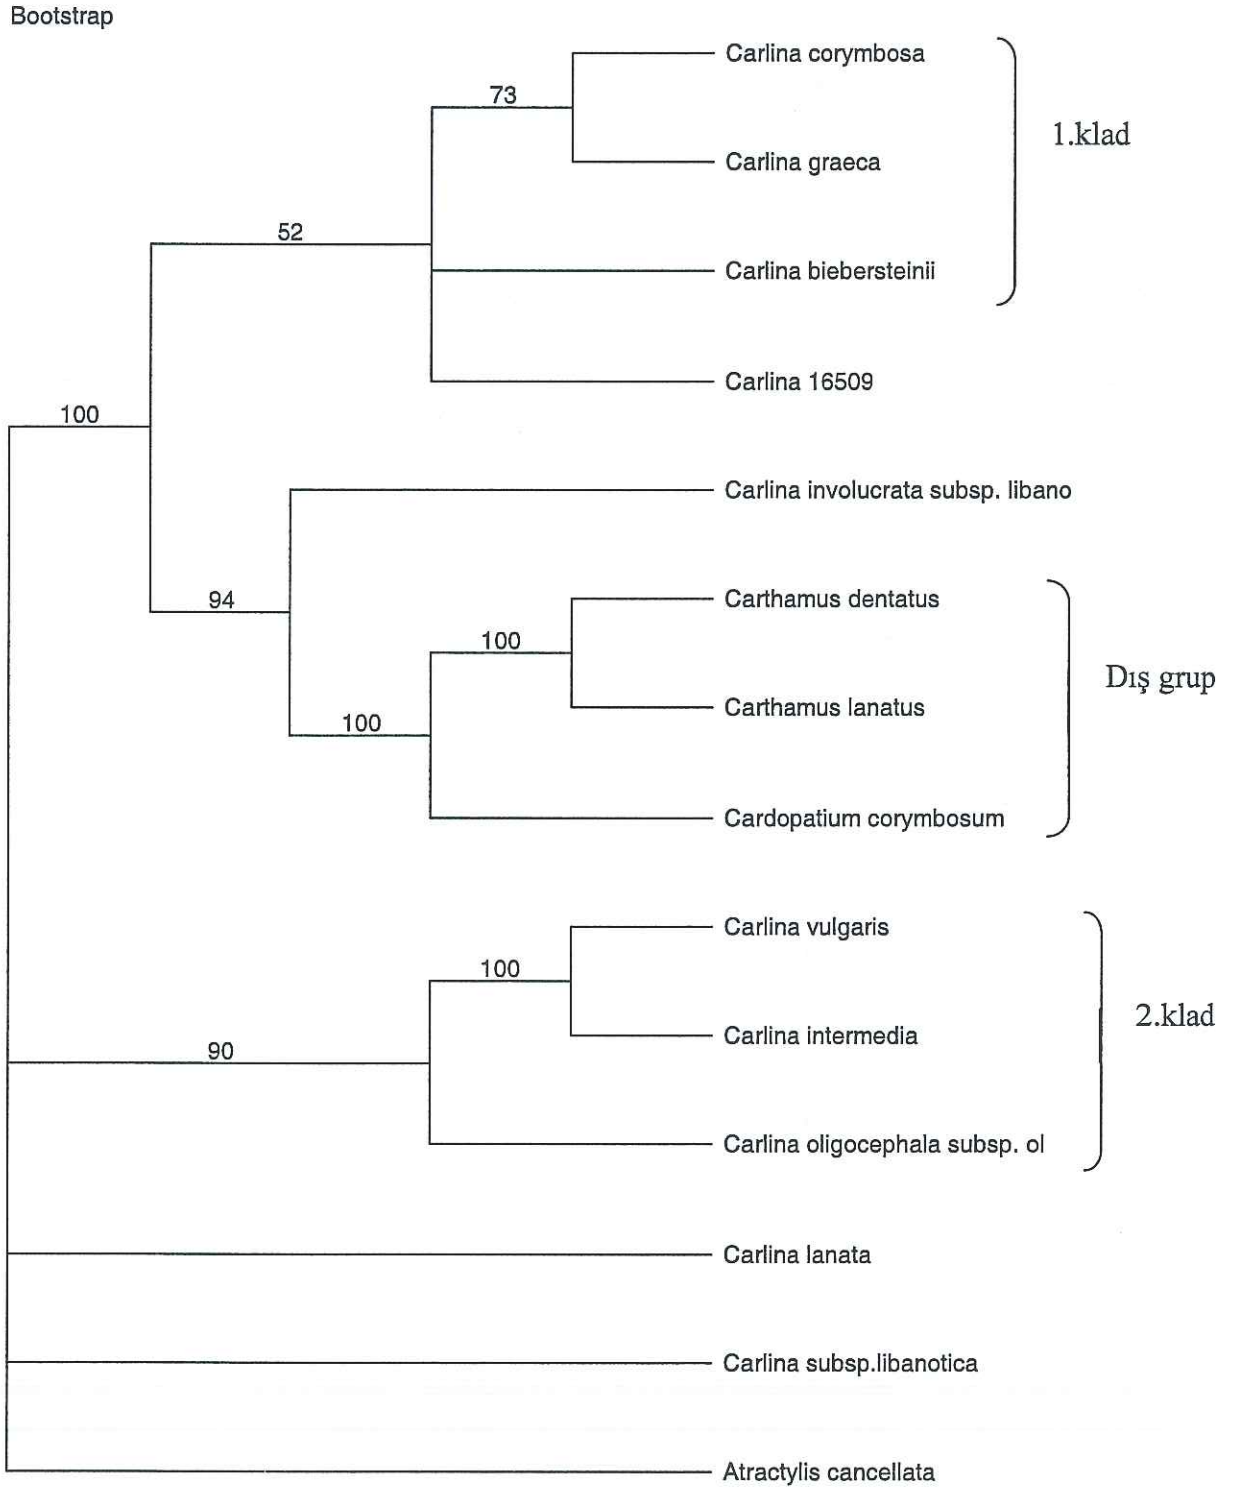 Bootstrap
Carlina corymbosa
73
1.klad
Carlina graeca
52
Carlina biebersteinii
Carlina 16509
100
Carlina involucrata subsp. libano
94
Carthamus dentatus
100
Dış grup
Carthamus lanatus
100
Cardopatium corymbosum
Carlina vulgaris
100
2.klad
Carlina intermedia
90
Carlina oligocephala subsp. ol
Carlina lanata
Carlina subsp.libanotica
Atractylis cancellata